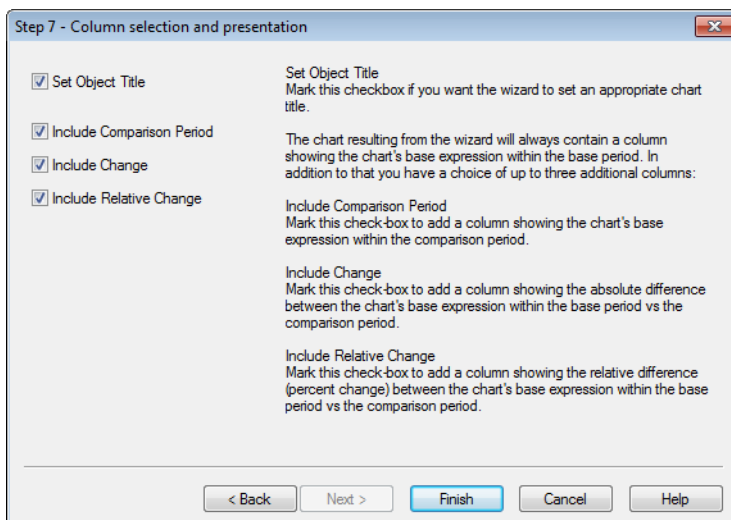 Step 7 - Column selection and presentation
Set Object Title
Include Comparison Period
Include Change
Include Relative Change
Set Object Title
Mark this checkbox if you want the wizard to set an appropriate chart
title.
The chart resulting from the wizard will always contain a column
showing the chart's base expression within the base period. In
addition to that you have a choice of up to three additional columns:
Include Comparison Period
Mark this check-box to add a column showing the chart's base
expression within the comparison period.
Include Change
Mark this check-box to add a column showing the absolute difference
between the chart's base expression within the base period vs the
comparison period.
Include Relative Change
Mark this check-box to add a column showing the relative difference
(percent change) between the chart's base expression within the base
period vs the comparison period.
< Back
Next >
Finish
Cancel
Help